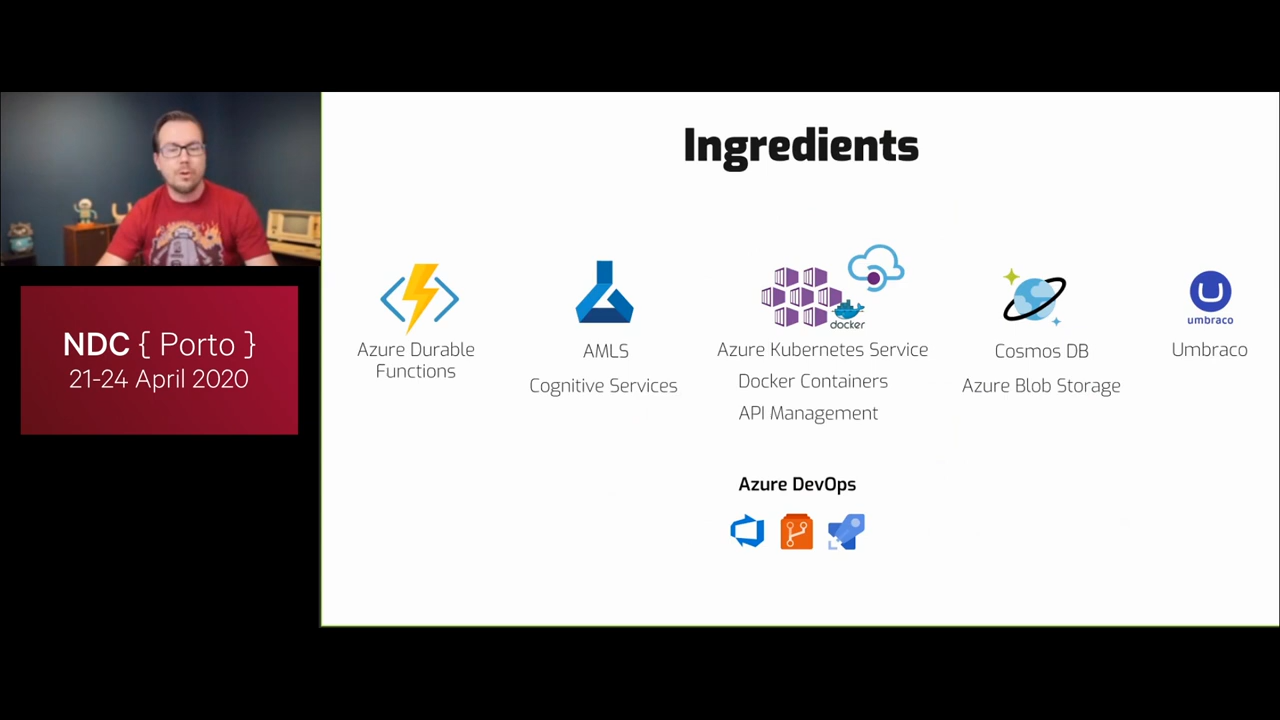 Ingredients
NDC { Porto }
21-24 April 2020
docker
umbraco
Azure Durable
Functions
AMLS
Cognitive Services
Azure Kubernetes Service
Docker Containers
API Management
Cosmos DB
Azure Blob Storage
Umbraco
Azure DevOps